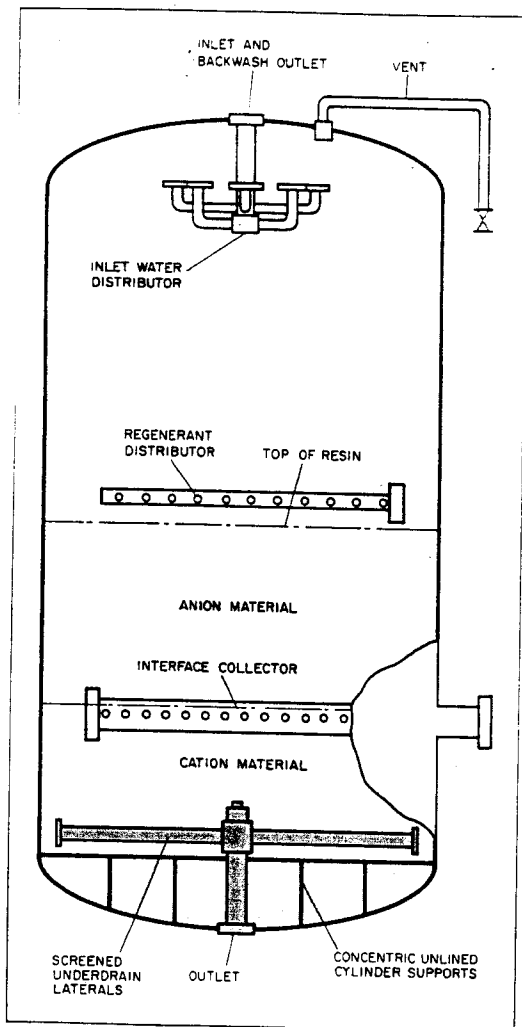 INLET AND
BACKWASH OUTLET
VENT
INLET WATER
DISTRIBUTOR
REGENERANT
DISTRIBUTOR
TOP OF RESIN
ANION MATERIAL
INTERFACE COLLECTOR
CATION MATERIAL
SCREENED
UNDERDRAIN
LATERALS
OUTLET
CONCENTRIC UNLINED
CYLINDER SUPPORTS